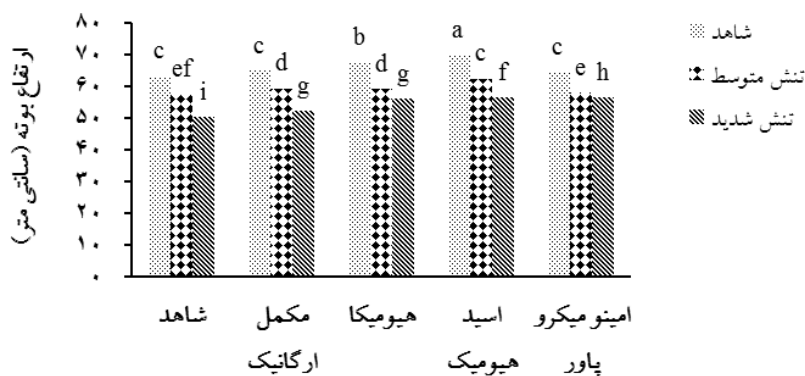 ارتفاع بوته (سانتی متر)
۸۰
۷۰
۶۰
۵۰
۴۰
۳۰
۲۰
۱۰
۰
c ef i
c d g
b d g
a c f
c e h
شاهد
مکمل ارگانیک
هیومیکا
اسید هیومیک
امینو میکرو پاور
شاهد
تنش متوسط
تنش شدید